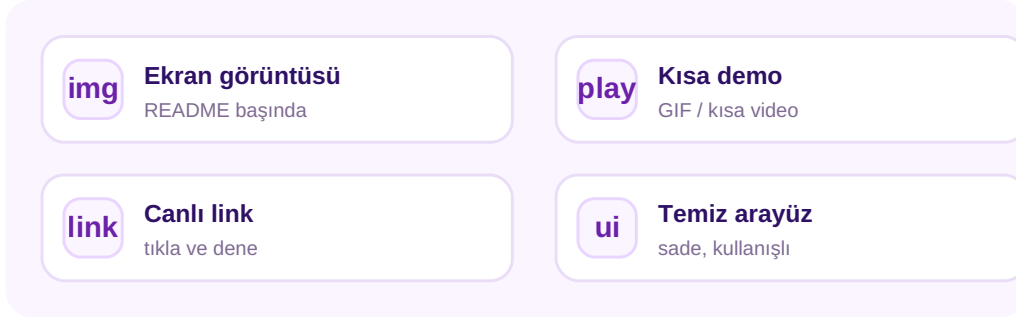 img
Ekran görüntüsü
README başında
play
Kısa demo
GIF / kısa video
link
Canlı link
tıkla ve dene
ui
Temiz arayüz
sade, kullanışlı